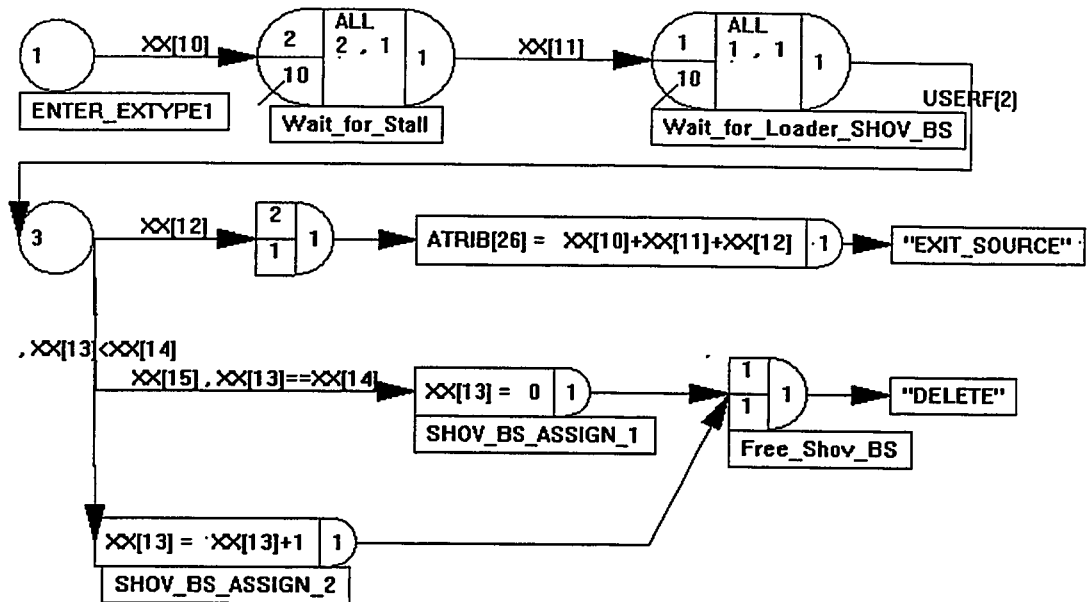 1
ENTER_EXTYPE1
XX[10]
2
10
ALL
2 , 1
1
Wait_for_Stall
XX[11]
1
10
ALL
1 , 1
1
Wait_for_Loader_SHOV_BS
USERF(2)
3
XX[12]
2
1
1
ATRIB[26] = XX[10]+XX[11]+XX[12]
1
"EXIT_SOURCE"
, XX[13]<XX[14]
XX[15] , XX[13]==XX[14]
XX[13] = 0
1
SHOV_BS_ASSIGN_1
1
1
1
Free_Shov_BS
"DELETE"
XX[13] = XX[13]+1
1
SHOV_BS_ASSIGN_2